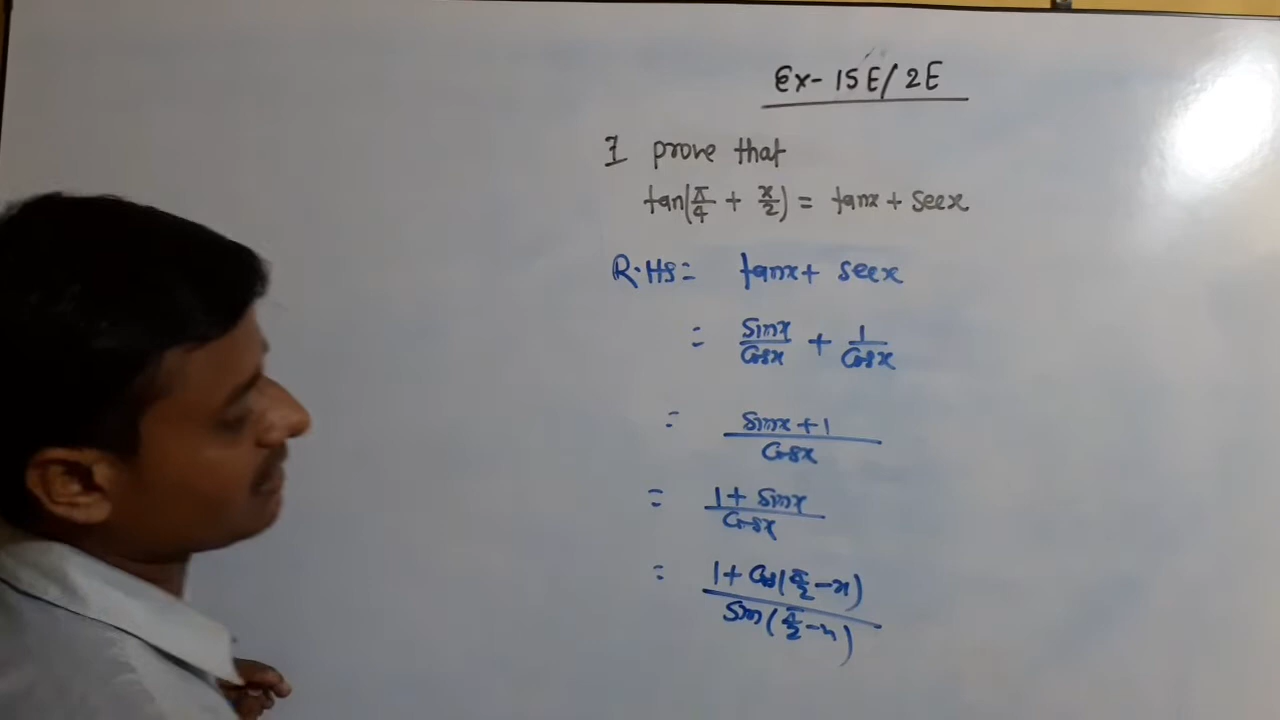 Ex- 15E/2E
I prove that
tan(π/4 + x/2) = tanx + secx
R.HS = tanx + secx
= Sinx/Cosx + 1/Cosx
= Sinx + 1/Cosx
= 1 + Sinx/Cosx
= 1 + Cos(π/2 - x)/Sin(π/2 - x)